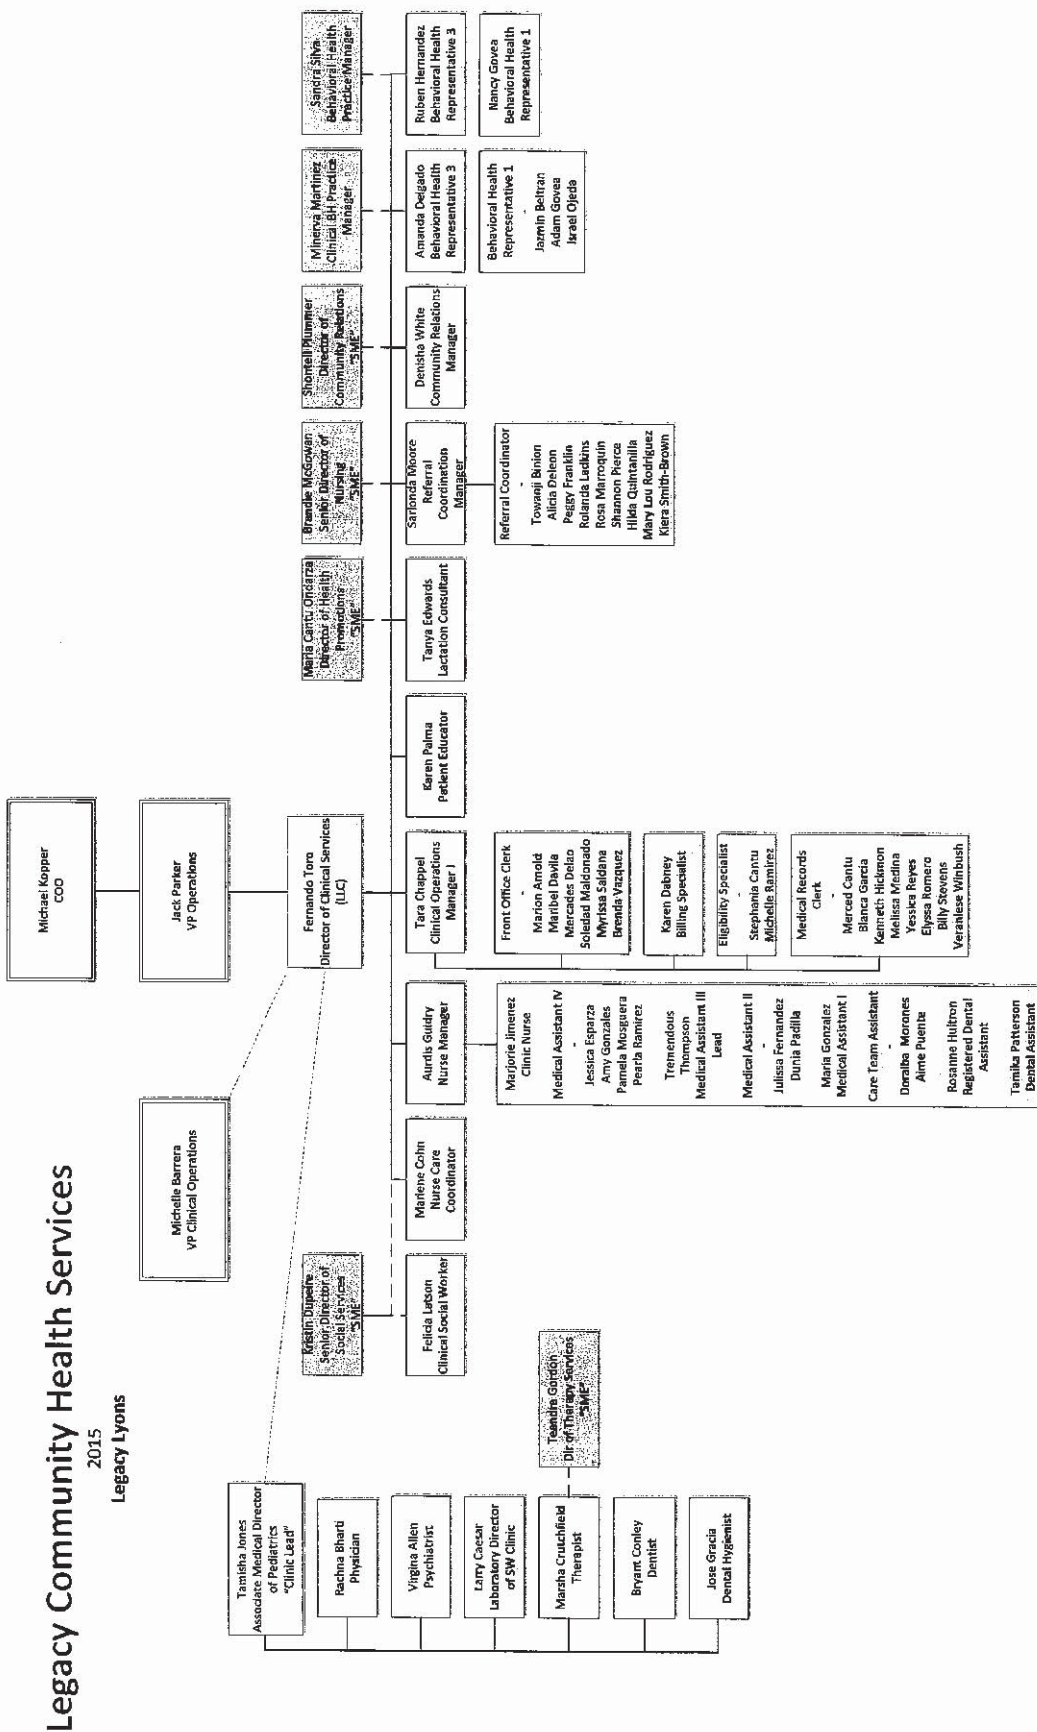 Legacy Community Health Services
2015
Legacy Lyons
Michael Kopper
COO
Michelle Barrera
VP Clinical Operations
Jack Parker
VP Operations
Tamisha Jones
Associate Medical Director
of Pediatrics
"Clinic Lead"
Fernando Toro
Director of Clinical Services
(LLC)
Rachna Bharti
Physician
Virgina Allen
Psychiatrist
Larry Caesar
Laboratory Director
of SW Clinic
Marsha Crutchfield
Therapist
Teandra Gordon
Dir of Therapy Services
"SME"
Bryant Conley
Dentist
Jose Gracia
Dental Hygienist
Kristin Dupeire
Senior Director of
Social Services
"SME"
Maria Cantu Ondarza
Director of Health
Promotions
"SME"
Brandie McGowan
Senior Director of
Nursing
"SME"
Shontell Plummer
Director of
Community Relations
"SME"
Minerva Martinez
Clinical BH Practice
Manager
Sandra Silva
Behavioral Health
Practice Manager
Felicia Latson
Clinical Social Worker
Marlene Cohn
Nurse Care
Coordinator
Aurdis Guidry
Nurse Manager
Tara Chappel
Clinical Operations
Manager I
Karen Palma
Patient Educator
Tanya Edwards
Lactation Consultant
Sarlonda Moore
Referral
Coordination
Manager
Denisha White
Community Relations
Manager
Amanda Delgado
Behavioral Health
Representative 3
Ruben Hernandez
Behavioral Health
Representative 3
Marjorie Jimenez
Clinic Nurse
Medical Assistant IV
-
Jessica Esparza
Amy Gonzales
Pamela Mosguera
Pearla Ramirez
Tremendous
Thompson
Medical Assistant III
Lead
Medical Assistant II
-
Julissa Fernandez
Dunia Padilla
Maria Gonzalez
Medical Assistant I
Care Team Assistant
-
Doralba Morones
Aime Puente
Rosanne Huitron
Registered Dental
Assistant
Tamika Patterson
Dental Assistant
Front Office Clerk
-
Marion Arnold
Maribel Davila
Mercades Delao
Soledad Maldonado
Myrissa Saldana
Brenda Vazquez
Karen Dabney
Billing Specialist
Eligibility Specialist
-
Stephania Cantu
Michelle Ramirez
Medical Records
Clerk
-
Merced Cantu
Blanca Garcia
Kenneth Hickmon
Melissa Medina
Yessica Reyes
Elyssa Romero
Billy Stevens
Veraniese Winbush
Referral Coordinator
-
Towanji Binion
Alicia Deleon
Peggy Franklin
Rolanda Ladkins
Rosa Marroquin
Shannon Pierce
Hilda Quintanilla
Mary Lou Rodriguez
Kiera Smith-Brown
Behavioral Health
Representative 1
-
Jazmin Beltran
Adam Govea
Israel Ojeda
Nancy Govea
Behavioral Health
Representative 1